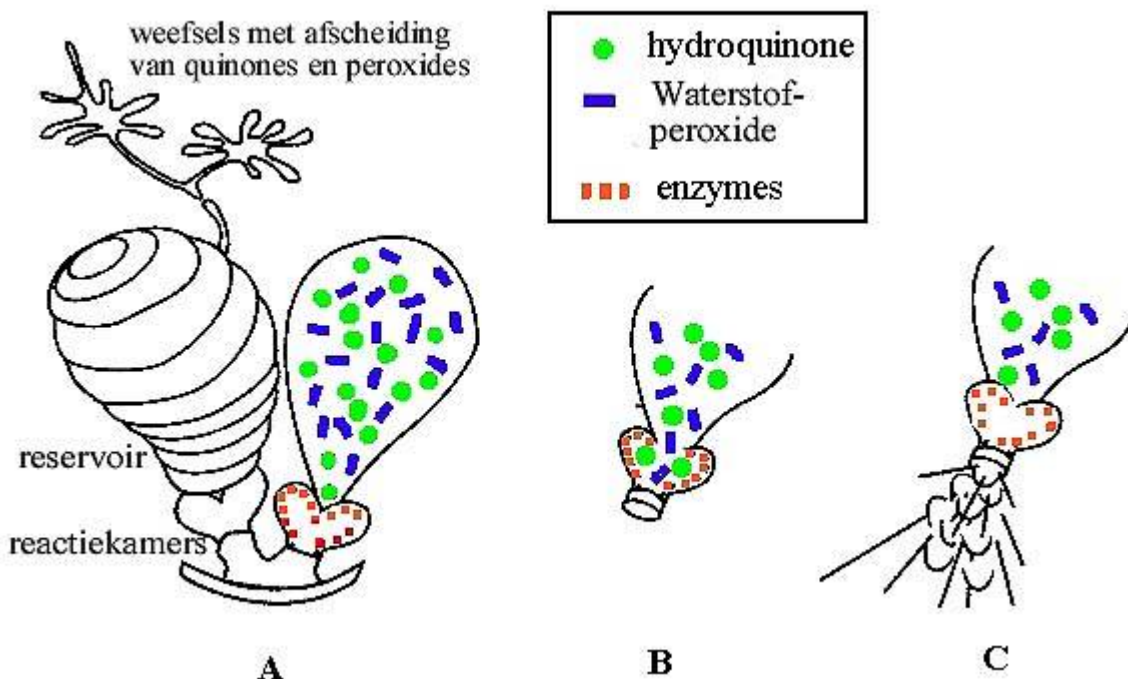 weefsels met afscheiding
van quinones en peroxides
hydroquinone
Waterstof-
peroxide
enzymes
reservoir
reactiekamers
A
B
C